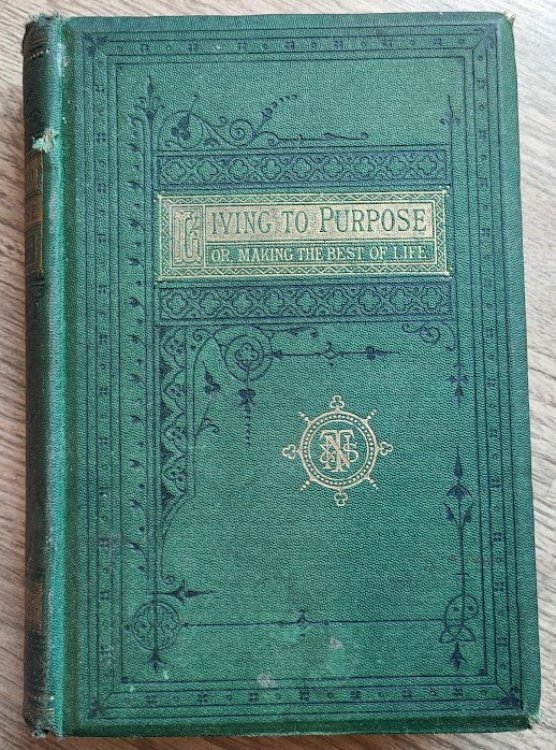 LIVING TO PURPOSE
OR, MAKING THE BEST OF LIFE